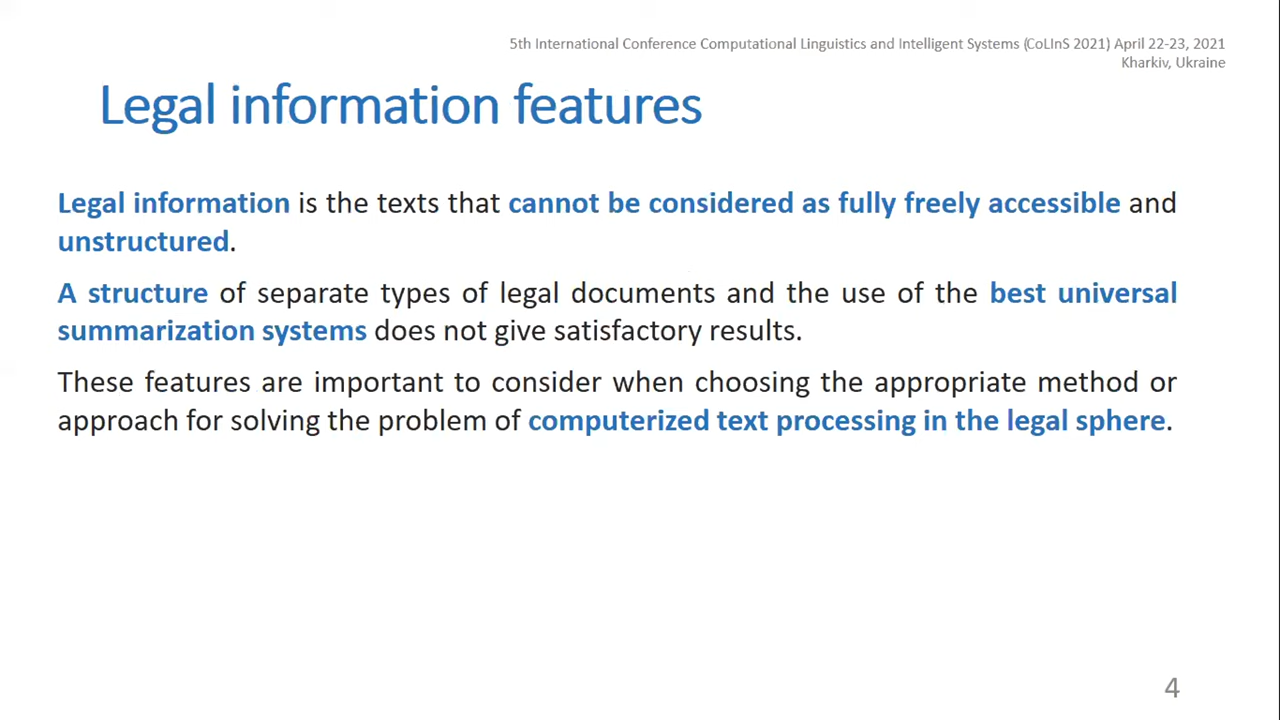 5th International Conference Computational Linguistics and Intelligent Systems (CoLInS 2021) April 22-23, 2021
Kharkiv, Ukraine
Legal information features
Legal information is the texts that cannot be considered as fully freely accessible and
unstructured.
A structure of separate types of legal documents and the use of the best universal
summarization systems does not give satisfactory results.
These features are important to consider when choosing the appropriate method or
approach for solving the problem of computerized text processing in the legal sphere.
4